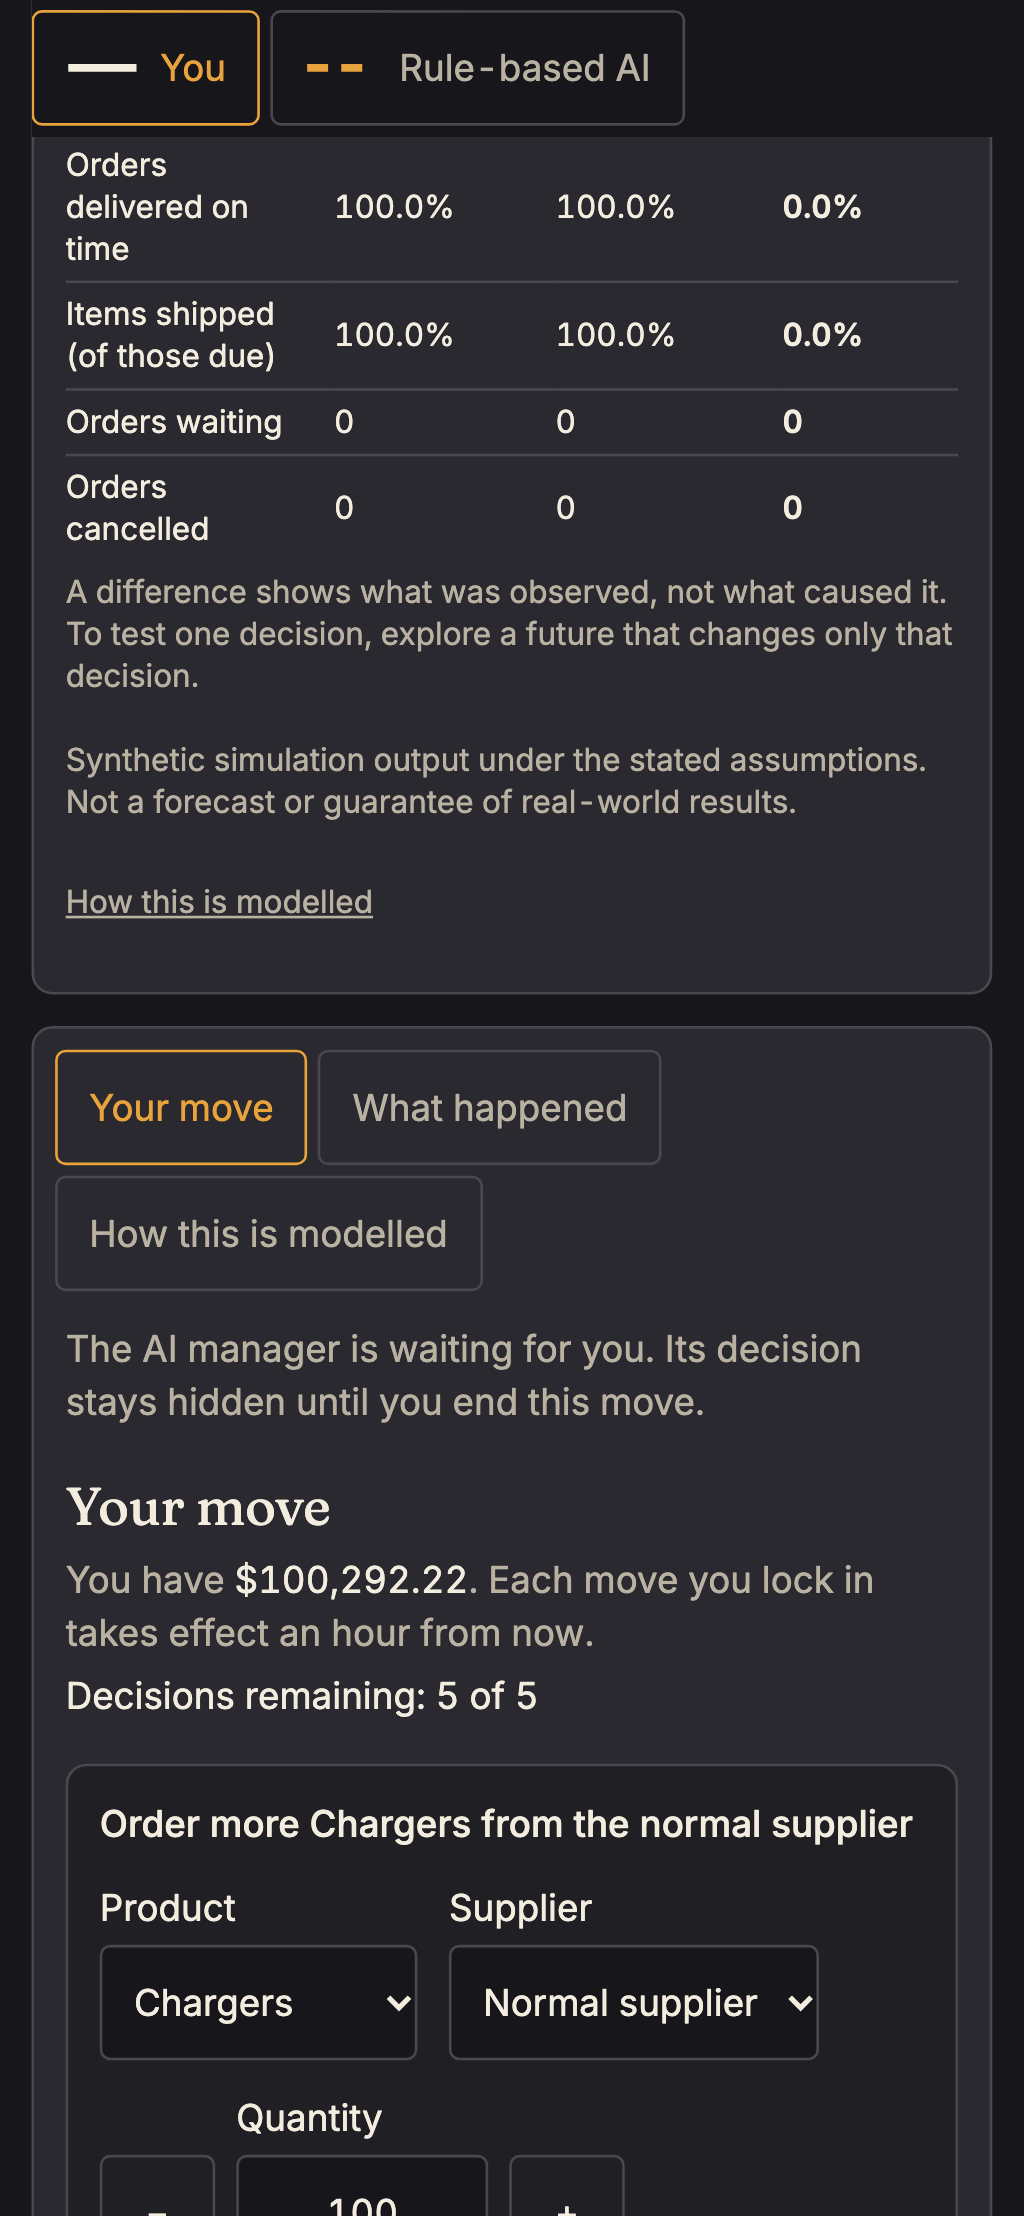 You
Rule-based AI
Orders
delivered on
time
100.0%
100.0%
0.0%
Items shipped
(of those due)
100.0%
100.0%
0.0%
Orders waiting
0
0
0
Orders
cancelled
0
0
0
A difference shows what was observed, not what caused it.
To test one decision, explore a future that changes only that
decision.
Synthetic simulation output under the stated assumptions.
Not a forecast or guarantee of real-world results.
How this is modelled
Your move
What happened
How this is modelled
The AI manager is waiting for you. Its decision
stays hidden until you end this move.
Your move
You have $100,292.22. Each move you lock in
takes effect an hour from now.
Decisions remaining: 5 of 5
Order more Chargers from the normal supplier
Product
Supplier
Chargers
Normal supplier
Quantity
-
100
+